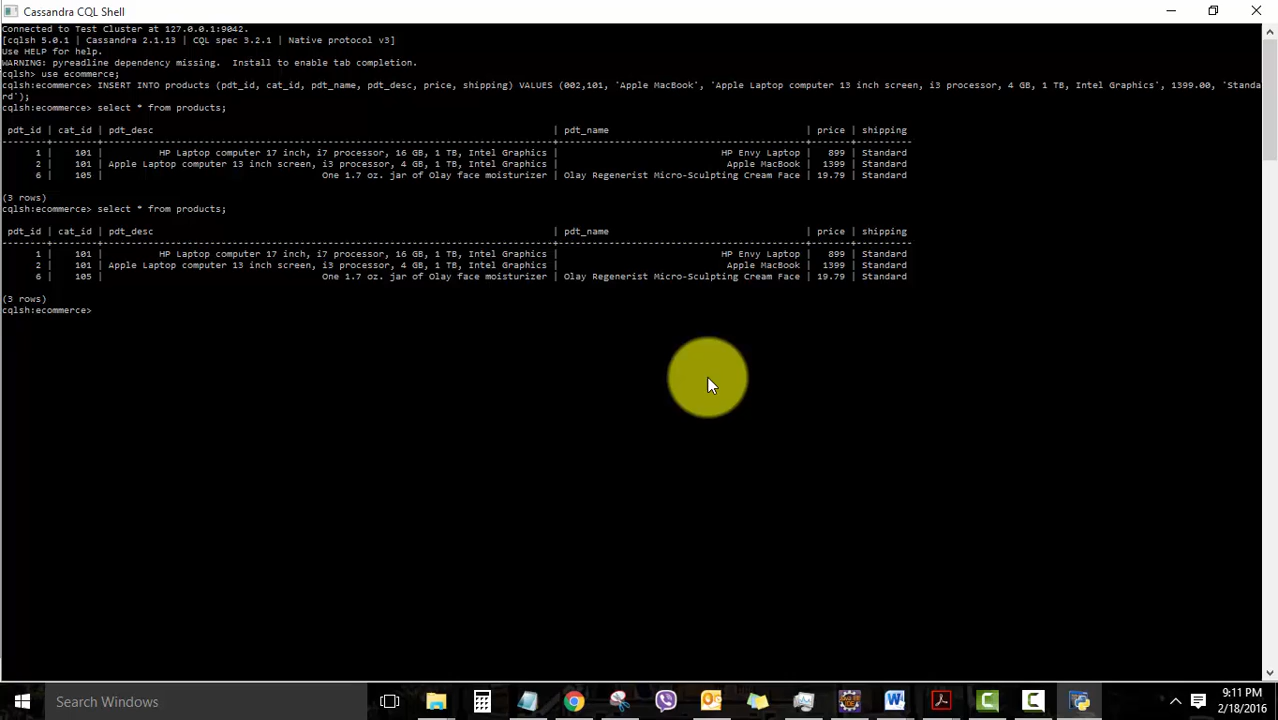 Cassandra CQL Shell
Connected to Test Cluster at 127.0.0.1:9042.
[cqlsh 5.0.1 | Cassandra 2.1.13 | CQL spec 3.2.1 | Native protocol v3]
Use HELP for help.
WARNING: pyreadline dependency missing.  Install to enable tab completion.
cqlsh> use ecommerce;
cqlsh:ecommerce> INSERT INTO products (pdt_id, cat_id, pdt_name, pdt_desc, price, shipping) VALUES (002,101, 'Apple MacBook', 'Apple Laptop computer 13 inch screen, i3 processor, 4 GB, 1 TB, Intel Graphics', 1399.00, 'Standa
rd');
cqlsh:ecommerce> select * from products;
pdt_id | cat_id | pdt_desc | pdt_name | price | shipping
1 | 101 | HP Laptop computer 17 inch, i7 processor, 16 GB, 1 TB, Intel Graphics | HP Envy Laptop | 899 | Standard
2 | 101 | Apple Laptop computer 13 inch screen, i3 processor, 4 GB, 1 TB, Intel Graphics | Apple MacBook | 1399 | Standard
6 | 105 | One 1.7 oz. jar of Olay face moisturizer | Olay Regenerist Micro-Sculpting Cream Face | 19.79 | Standard
(3 rows)
cqlsh:ecommerce> select * from products;
pdt_id | cat_id | pdt_desc | pdt_name | price | shipping
1 | 101 | HP Laptop computer 17 inch, i7 processor, 16 GB, 1 TB, Intel Graphics | HP Envy Laptop | 899 | Standard
2 | 101 | Apple Laptop computer 13 inch screen, i3 processor, 4 GB, 1 TB, Intel Graphics | Apple MacBook | 1399 | Standard
6 | 105 | One 1.7 oz. jar of Olay face moisturizer | Olay Regenerist Micro-Sculpting Cream Face | 19.79 | Standard
(3 rows)
cqlsh:ecommerce>
Search Windows
9:11 PM
2/18/2016